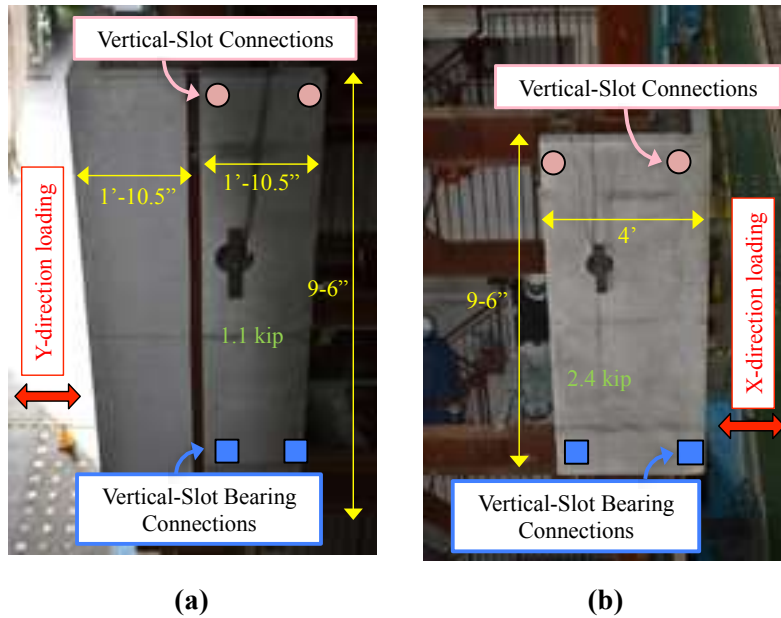 Vertical-Slot Connections
1’-10.5”
1’-10.5”
9-6”
Y-direction loading
1.1 kip
Vertical-Slot Bearing
Connections
(a)
Vertical-Slot Connections
4’
9-6”
X-direction loading
2.4 kip
Vertical-Slot Bearing
Connections
(b)